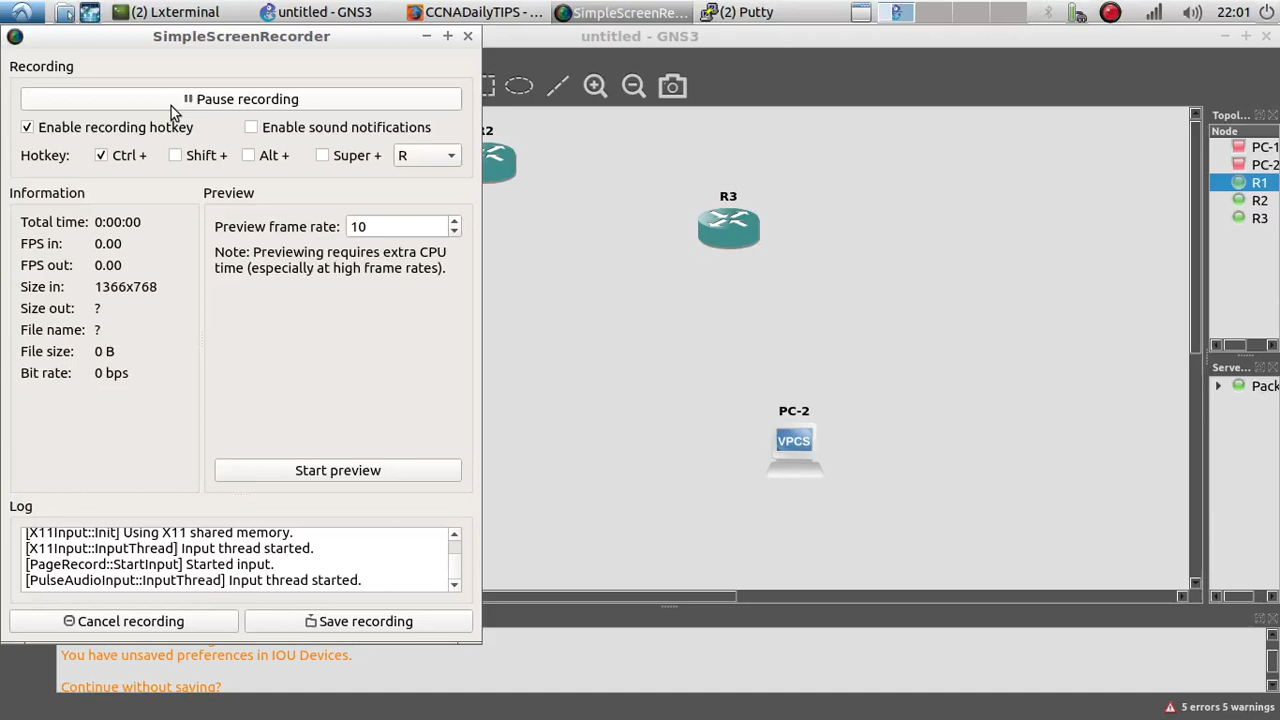 (2) Lxterminal
untitled - GNS3
CCNADailyTIPS - ...
SimpleScreenRe...
(2) Putty
22:01
SimpleScreenRecorder
untitled - GNS3
Recording
Pause recording
Enable recording hotkey
Enable sound notifications
Hotkey:
Ctrl +
Shift +
Alt +
Super +
R
Information
Total time: 0:00:00
FPS in: 0.00
FPS out: 0.00
Size in: 1366x768
Size out: ?
File name: ?
File size: 0 B
Bit rate: 0 bps
Preview
Preview frame rate: 10
Note: Previewing requires extra CPU
time (especially at high frame rates).
Start preview
Log
[X11Input::Init] Using X11 shared memory.
[X11Input::InputThread] Input thread started.
[PageRecord::StartInput] Started input.
[PulseAudioInput::InputThread] Input thread started.
Cancel recording
Save recording
R2
R3
PC-2
VPCS
Topol...
Node
PC-1
PC-2
R1
R2
R3
Serve...
Pack
You have unsaved preferences in IOU Devices.
Continue without saving?
5 errors 5 warnings